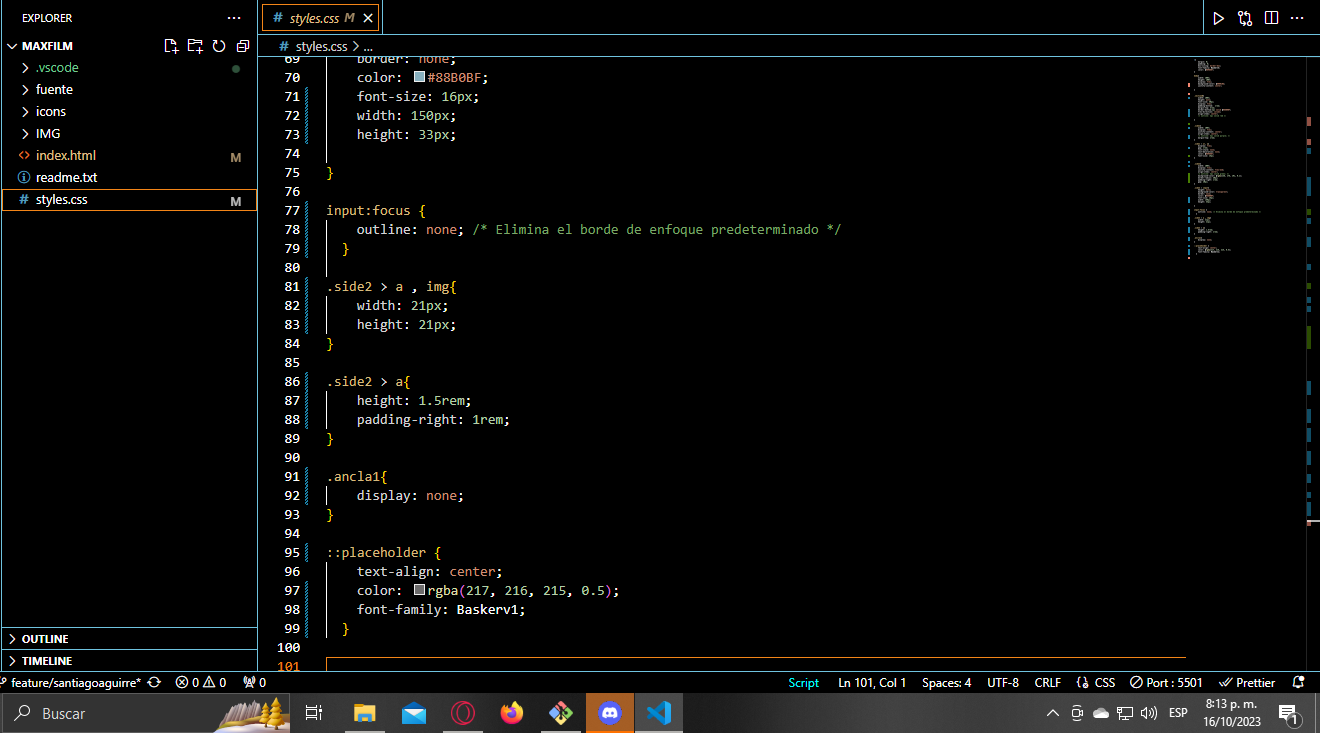 EXPLORER
MAXFILM
.vscode
fuente
icons
IMG
index.html M
readme.txt
# styles.css M
OUTLINE
TIMELINE
# styles.css M
# styles.css > ...
69 border: none;
70 color: #88B0BF;
71 font-size: 16px;
72 width: 150px;
73 height: 33px;
74
75 }
76
77 input:focus {
78 outline: none; /* Elimina el borde de enfoque predeterminado */
79 }
80
81 .side2 > a , img{
82 width: 21px;
83 height: 21px;
84 }
85
86 .side2 > a{
87 height: 1.5rem;
88 padding-right: 1rem;
89 }
90
91 .ancla1{
92 display: none;
93 }
94
95 ::placeholder {
96 text-align: center;
97 color: rgba(217, 216, 215, 0.5);
98 font-family: Baskerv1;
99 }
100
101
feature/santiagoaguirre* 0 0 0 Script Ln 101, Col 1 Spaces: 4 UTF-8 CRLF CSS Port : 5501 Prettier
Buscar
ESP
8:13 p. m.
16/10/2023
1